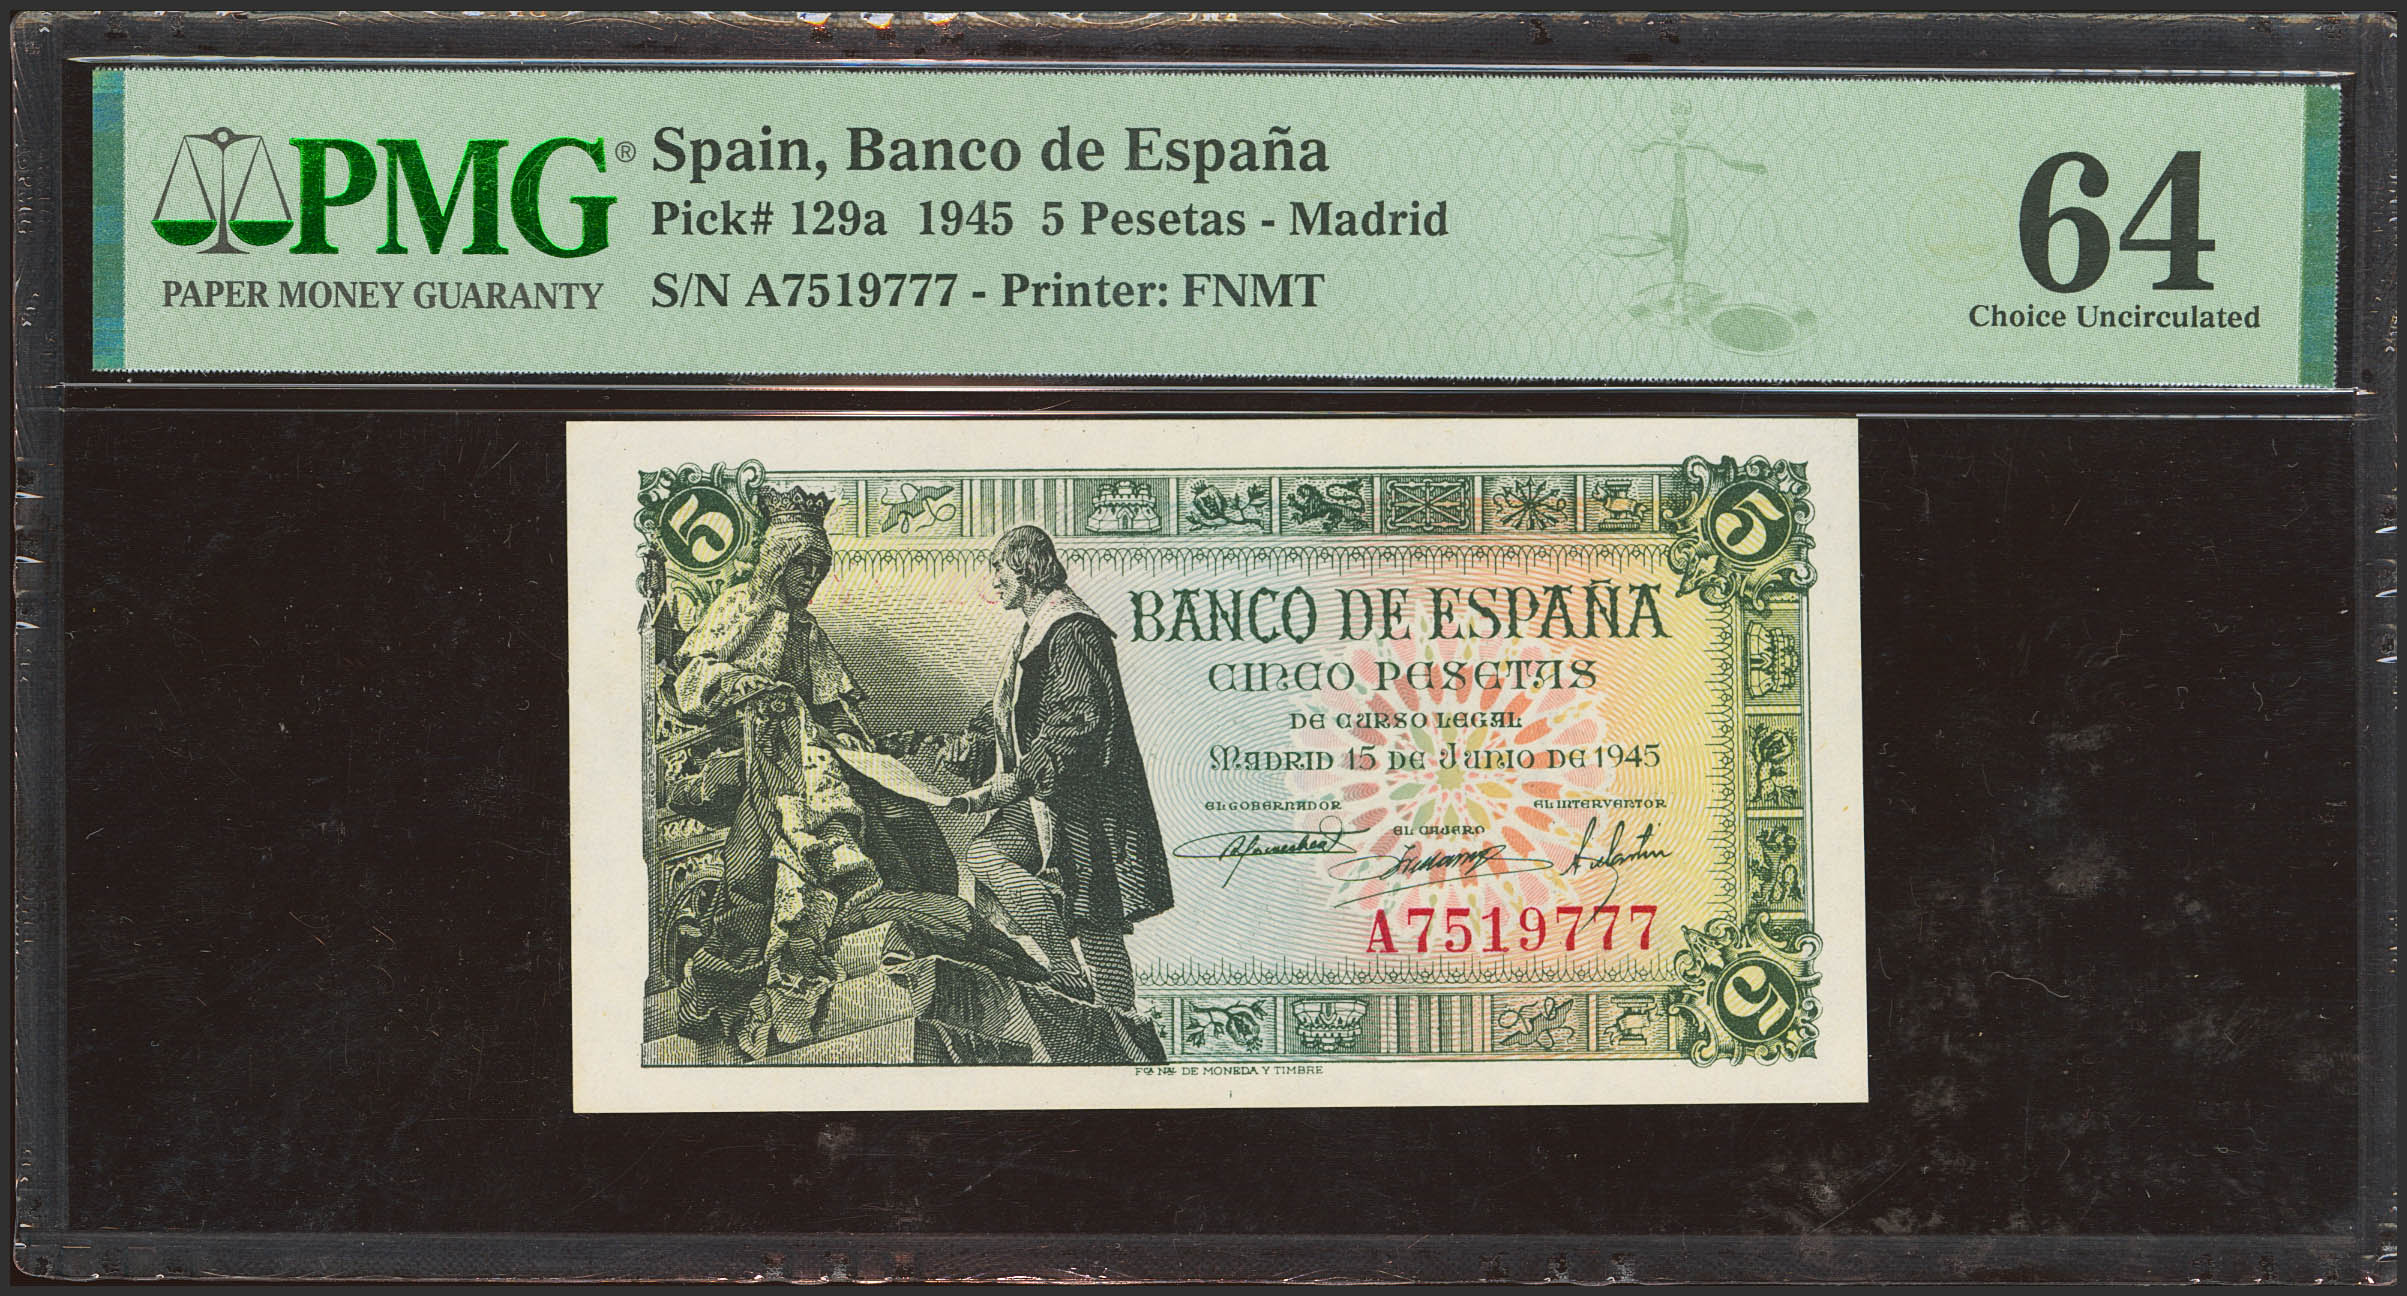 PMG®
PAPER MONEY GUARANTY
Spain, Banco de España
Pick# 129a 1945 5 Pesetas - Madrid
S/N A7519777 - Printer: FNMT
64
Choice Uncirculated
5
5
BANCO DE ESPAÑA
CINCO PESETAS
DE CURSO LEGAL
MADRID 15 DE JUNIO DE 1945
EL GOBERNADOR
EL INTERVENTOR
EL CAJERO
A7519777
5
FCA NAL DE MONEDA Y TIMBRE